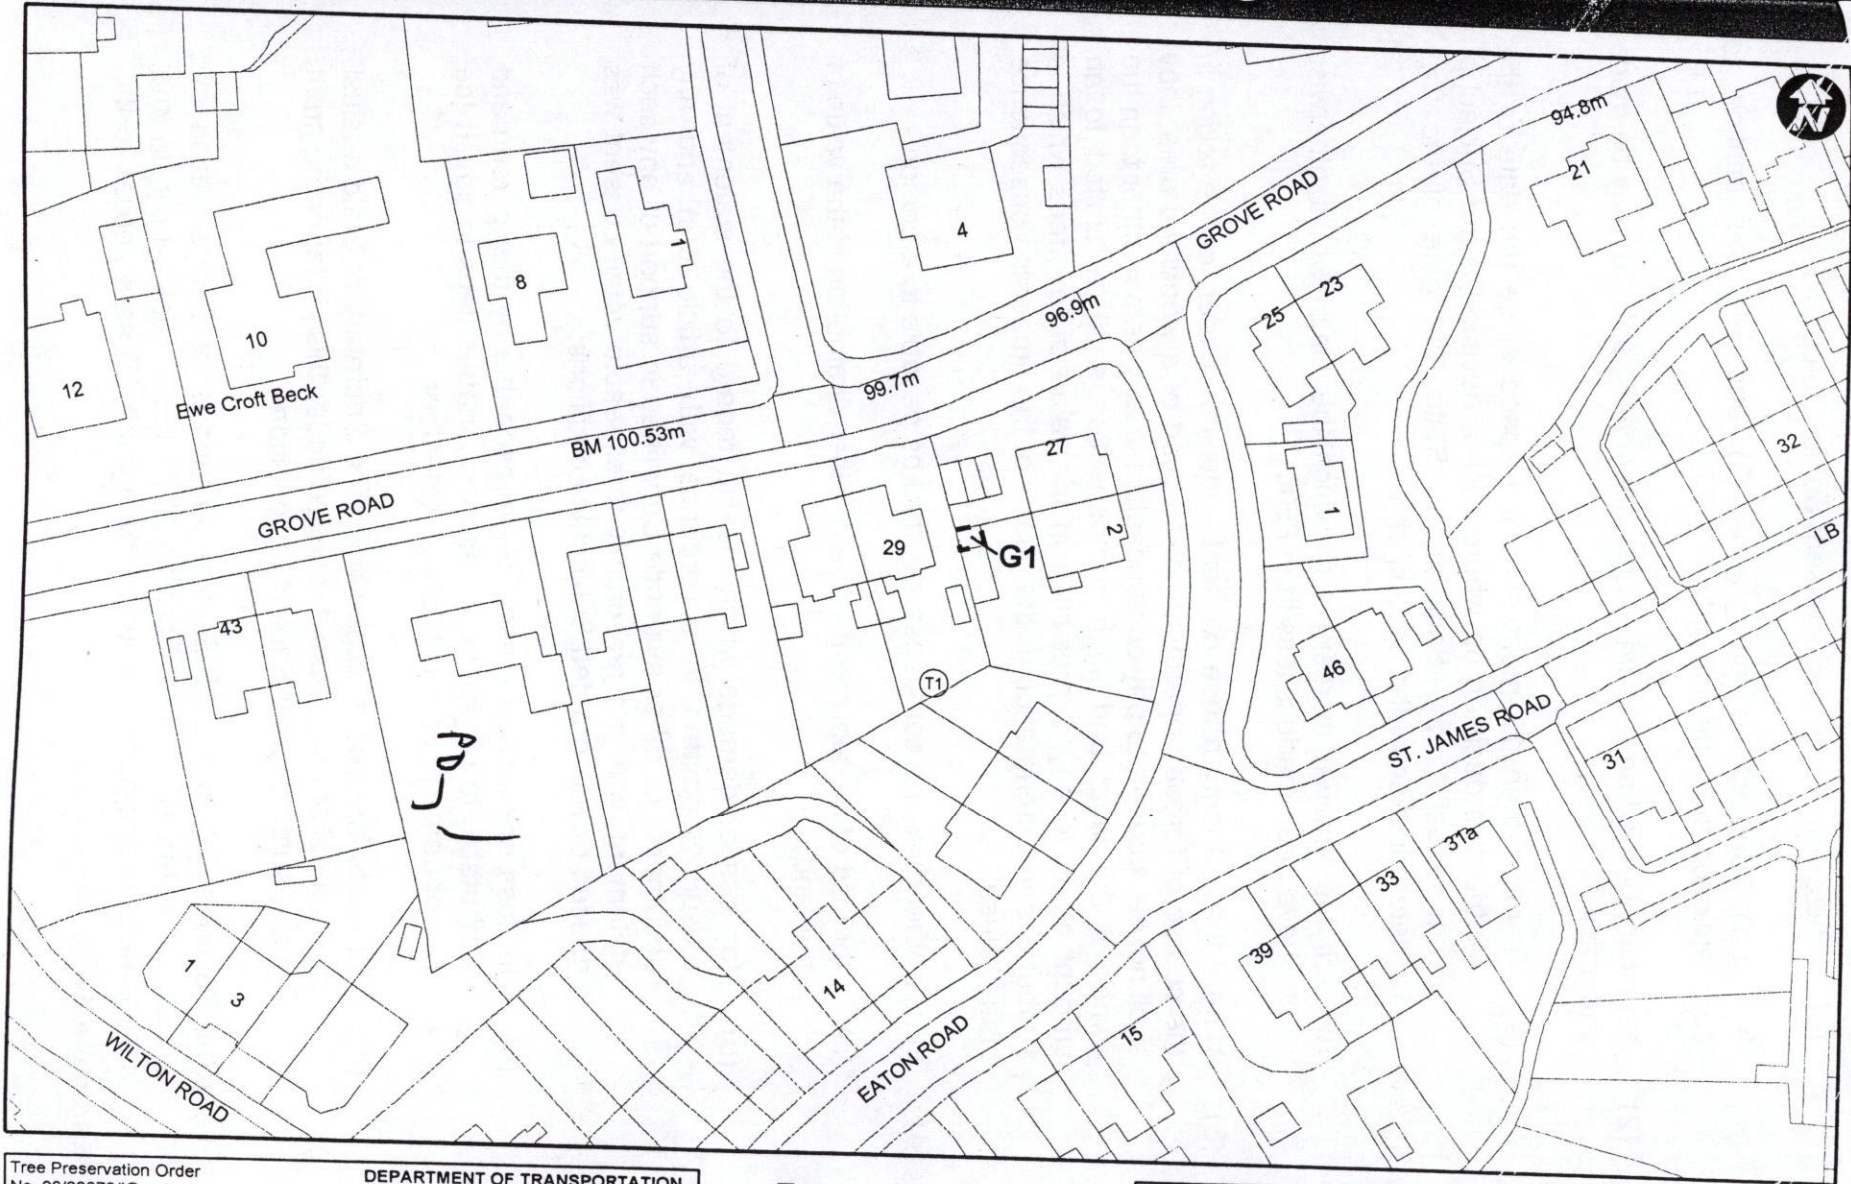 N
94.8m
21
GROVE ROAD
4
1
8
23
25
96.9m
10
12
Ewe Croft Beck
99.7m
BM 100.53m
27
32
GROVE ROAD
29
2
G1
1
LB
43
46
T1
ST. JAMES ROAD
31
31a
33
39
1
3
14
15
WILTON ROAD
EATON ROAD
Tree Preservation Order
DEPARTMENT OF TRANSPORTATION